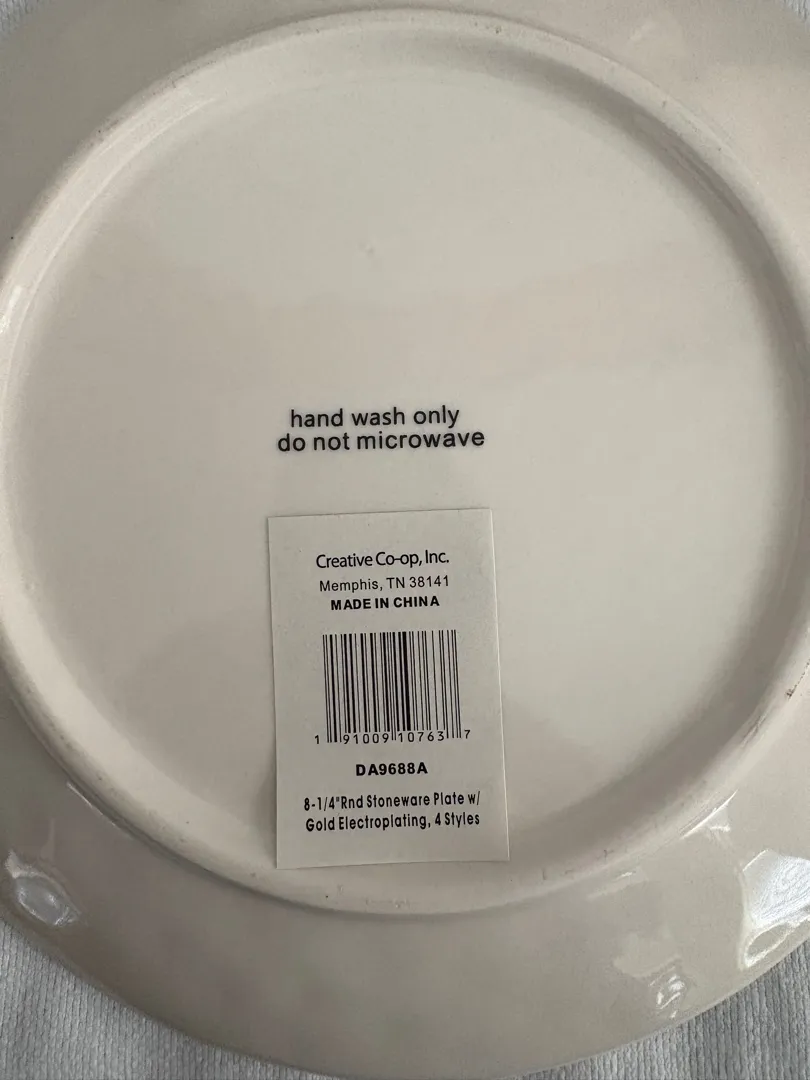 hand wash only
do not microwave
Creative Co-op, Inc.
Memphis, TN 38141
MADE IN CHINA
1 91009 10763 7
DA9688A
8-1/4"Rnd Stoneware Plate w/
Gold Electroplating, 4 Styles